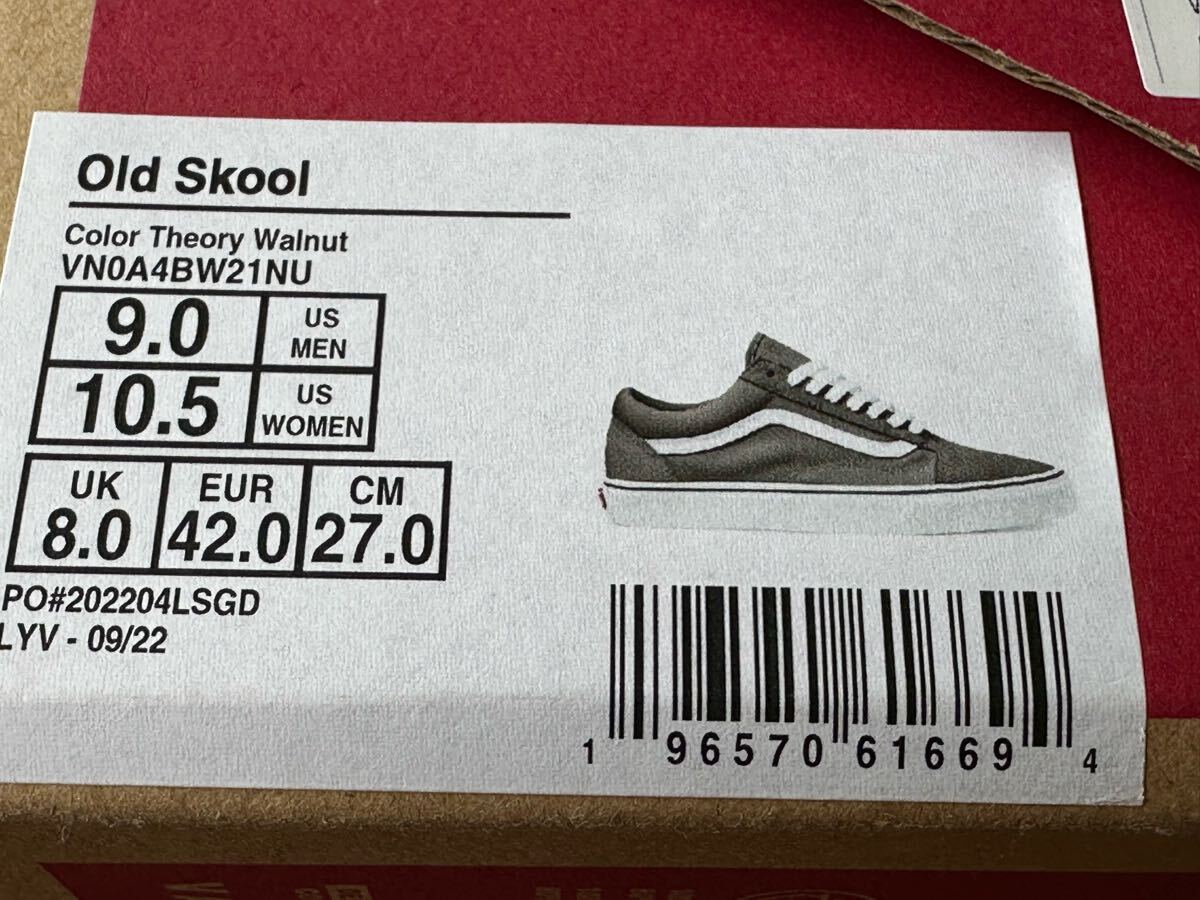 Old Skool
Color Theory Walnut
VN0A4BW21NU
9.0 US MEN
10.5 US WOMEN
UK EUR CM
8.0 42.0 27.0
PO#202204LSGD
LYV - 09/22
1 96570 61669 4